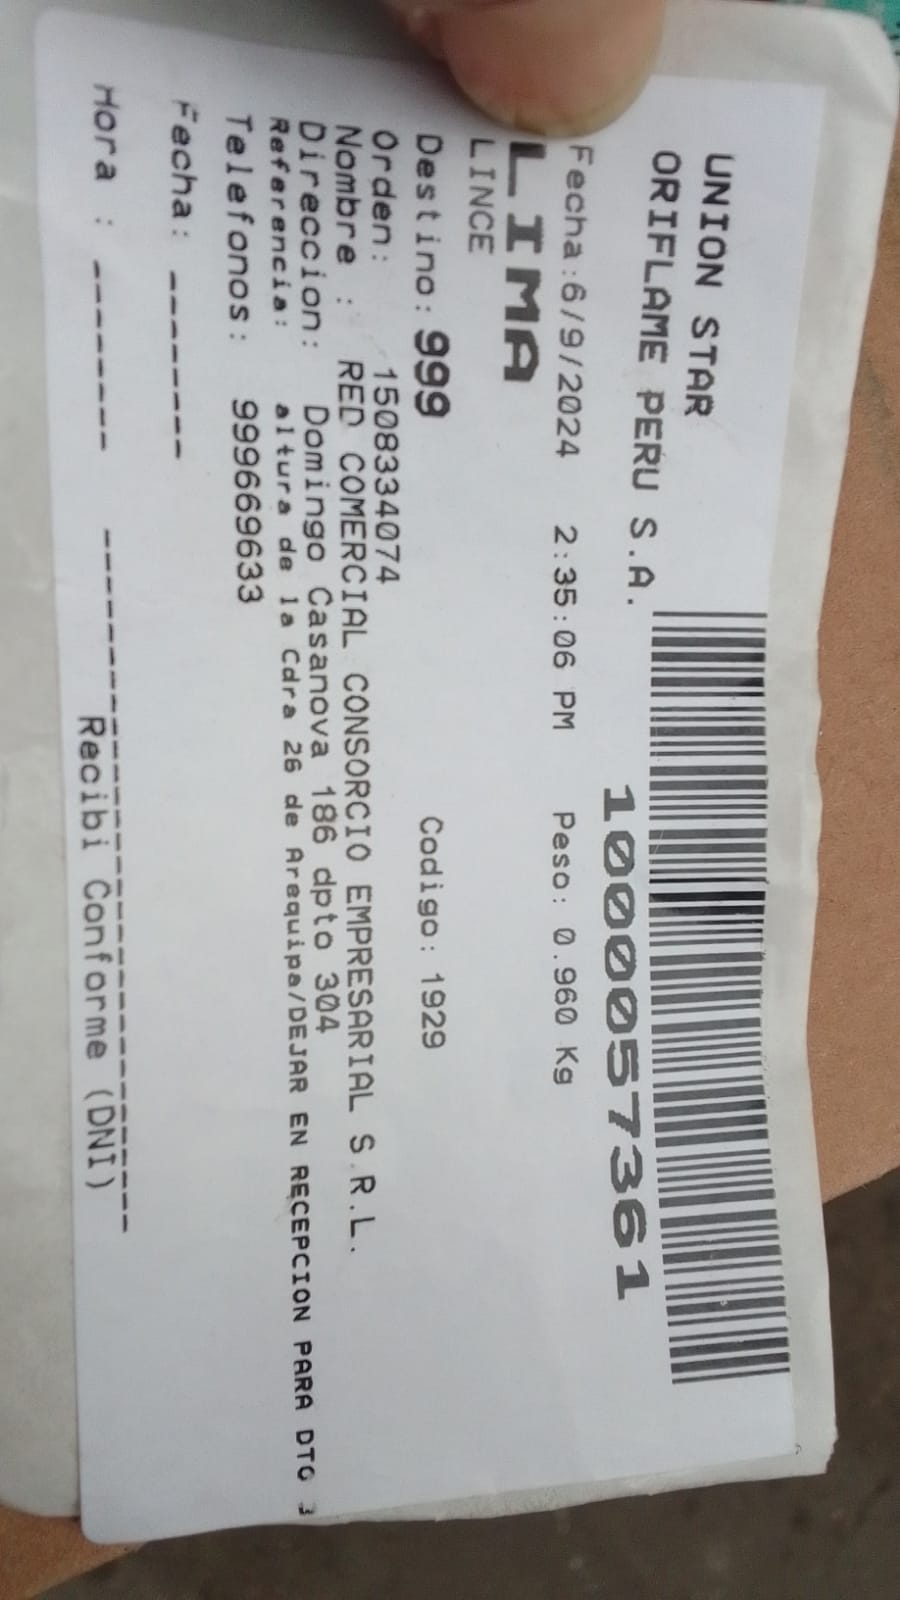 UNION STAR
ORIFLAME PERU S.A.
1000057361
Fecha:6/9/2024 2:35:06 PM Peso: 0.960 Kg
LIMA
LINCE
Destino: 999 Codigo: 1929
Orden: 1508334074
Nombre : RED COMERCIAL CONSORCIO EMPRESARIAL S.R.L.
Direccion: Domingo Casanova 186 dpto 304
Referencia: altura de la Cdra 26 de Arequipa/DEJAR EN RECEPCION PARA DTO
Telefonos: 999669633
Fecha: ------
Hora : ------ ----------------------
Recibi Conforme (DNI)